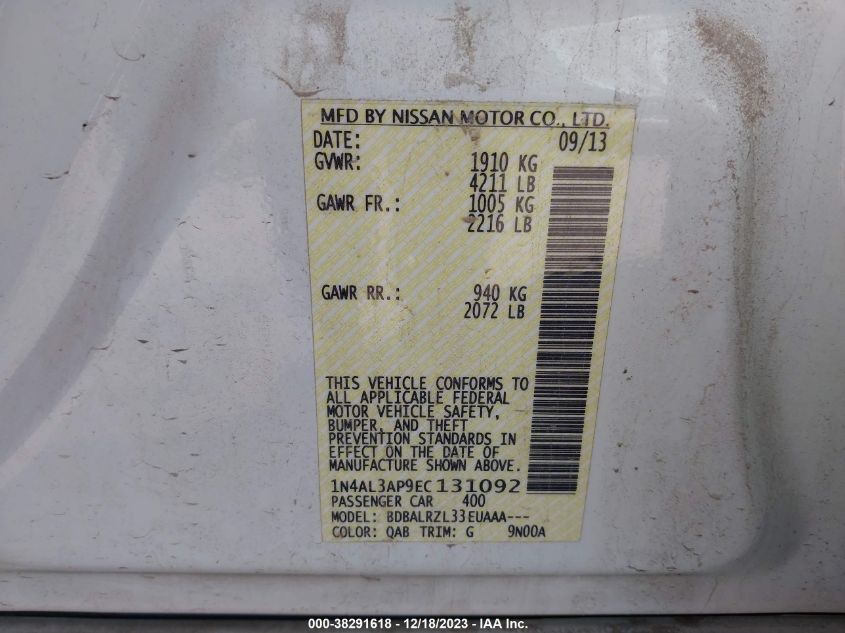 MFD BY NISSAN MOTOR CO., LTD.
DATE: 09/13
GVWR: 1910 KG
4211 LB
GAWR FR.: 1005 KG
2216 LB
GAWR RR.: 940 KG
2072 LB
THIS VEHICLE CONFORMS TO
ALL APPLICABLE FEDERAL
MOTOR VEHICLE SAFETY,
BUMPER, AND THEFT
PREVENTION STANDARDS IN
EFFECT ON THE DATE OF
MANUFACTURE SHOWN ABOVE.
1N4AL3AP9EC131092
PASSENGER CAR 400
MODEL: BDBALRZL33EUAAA---
COLOR: QAB TRIM: G 9N00A
000-38291618 - 12/18/2023 - IAA Inc.